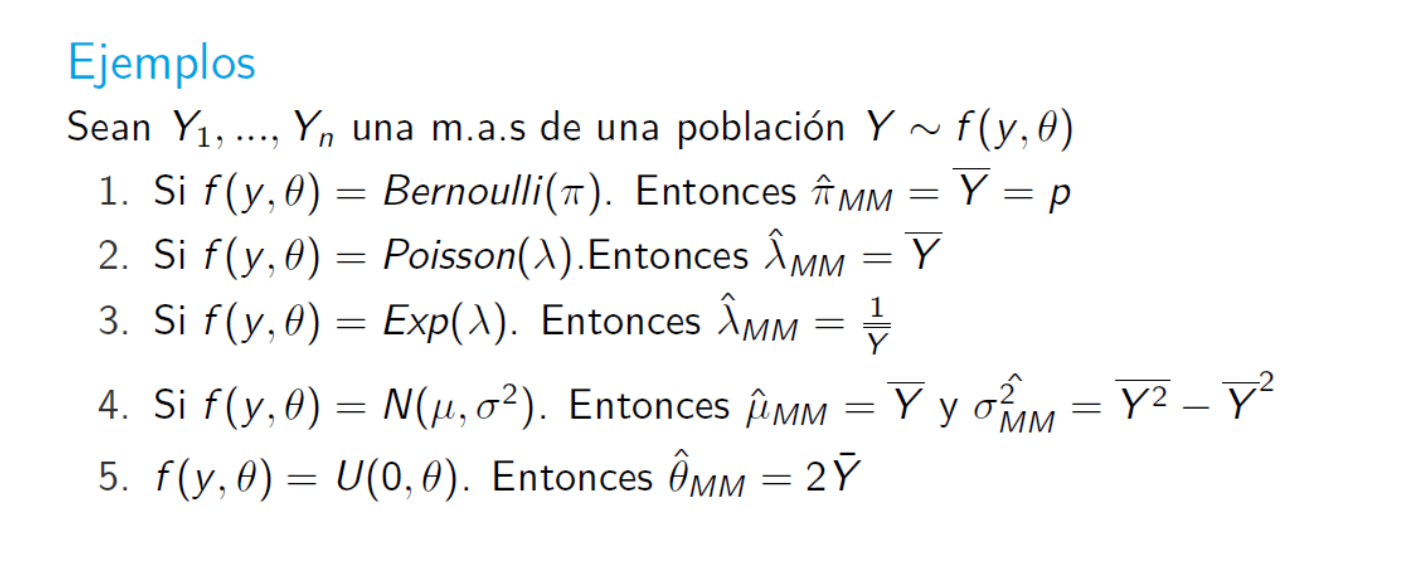 Ejemplos
Sean Y₁, ..., Yₙ una m.a.s de una población Y ∼ f(y, θ)
1. Si f(y, θ) = Bernoulli(π). Entonces π̂_MM = Y̅ = p
2. Si f(y, θ) = Poisson(λ).Entonces λ̂_MM = Y̅
3. Si f(y, θ) = Exp(λ). Entonces λ̂_MM = 1/Y̅
4. Si f(y, θ) = N(μ, σ²). Entonces μ̂_MM = Y̅ y σ̂²_MM = \overline{Y²} − Y̅²
5. f(y, θ) = U(0, θ). Entonces θ̂_MM = 2Ȳ